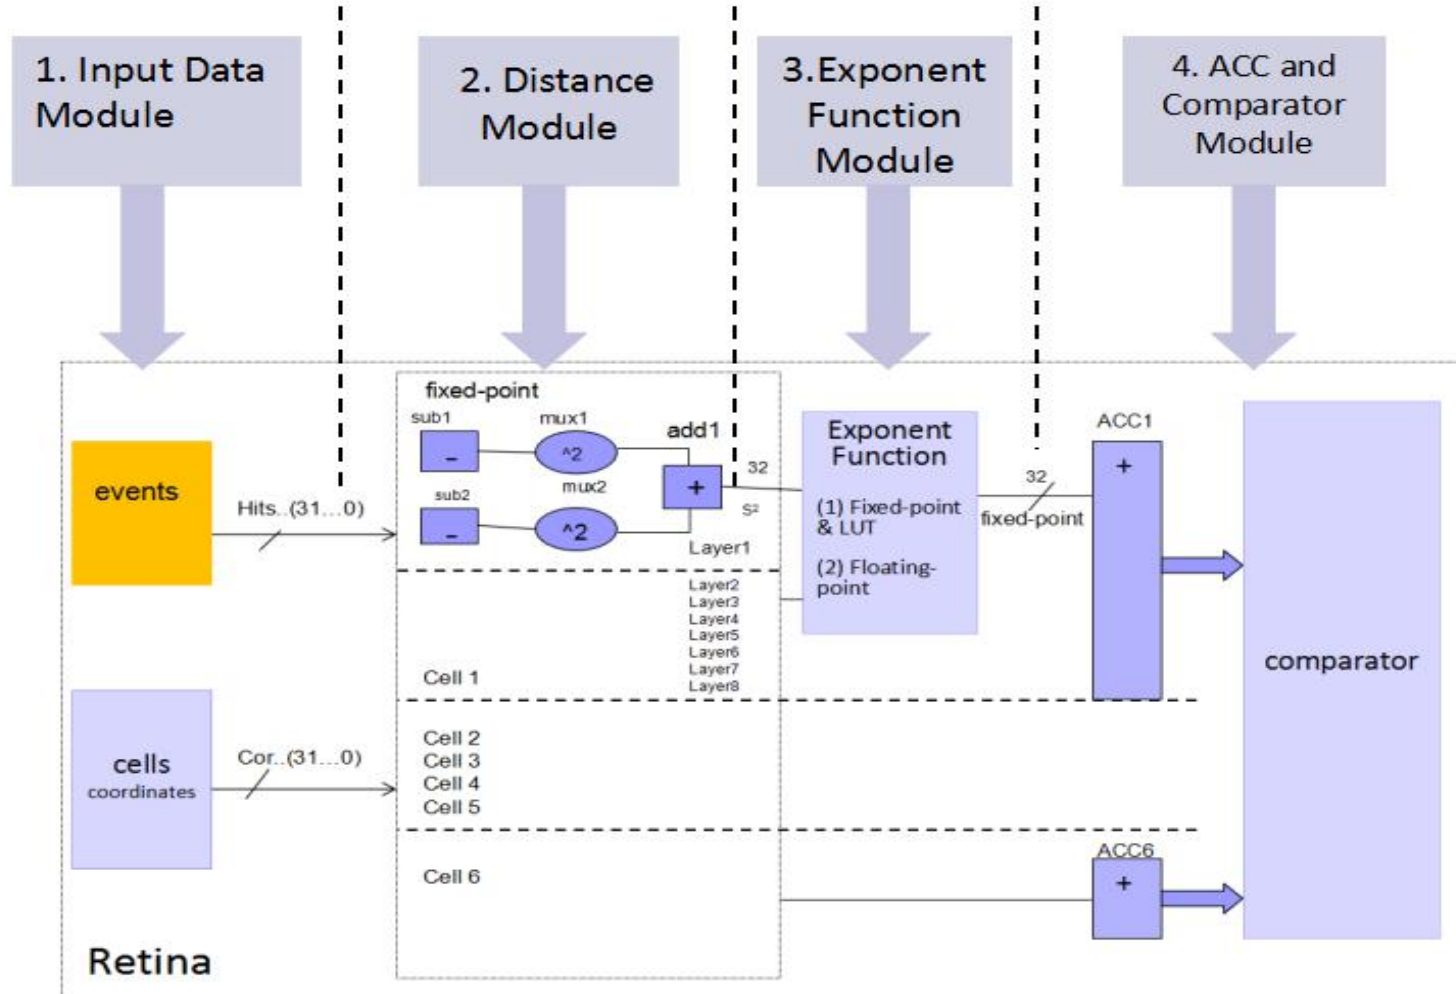 1. Input Data
Module
2. Distance
Module
3.Exponent
Function
Module
4. ACC and
Comparator
Module
fixed-point
sub1
mux1
add1
-
^2
sub2
mux2
+
-
^2
Layer1
32
S²
events
Hits..(31...0)
Exponent
Function
(1) Fixed-point
& LUT
(2) Floating-
point
32
fixed-point
ACC1
+
Layer2
Layer3
Layer4
Layer5
Layer6
Layer7
Layer8
Cell 1
comparator
cells
coordinates
Cor..(31...0)
Cell 2
Cell 3
Cell 4
Cell 5
Cell 6
ACC6
+
Retina